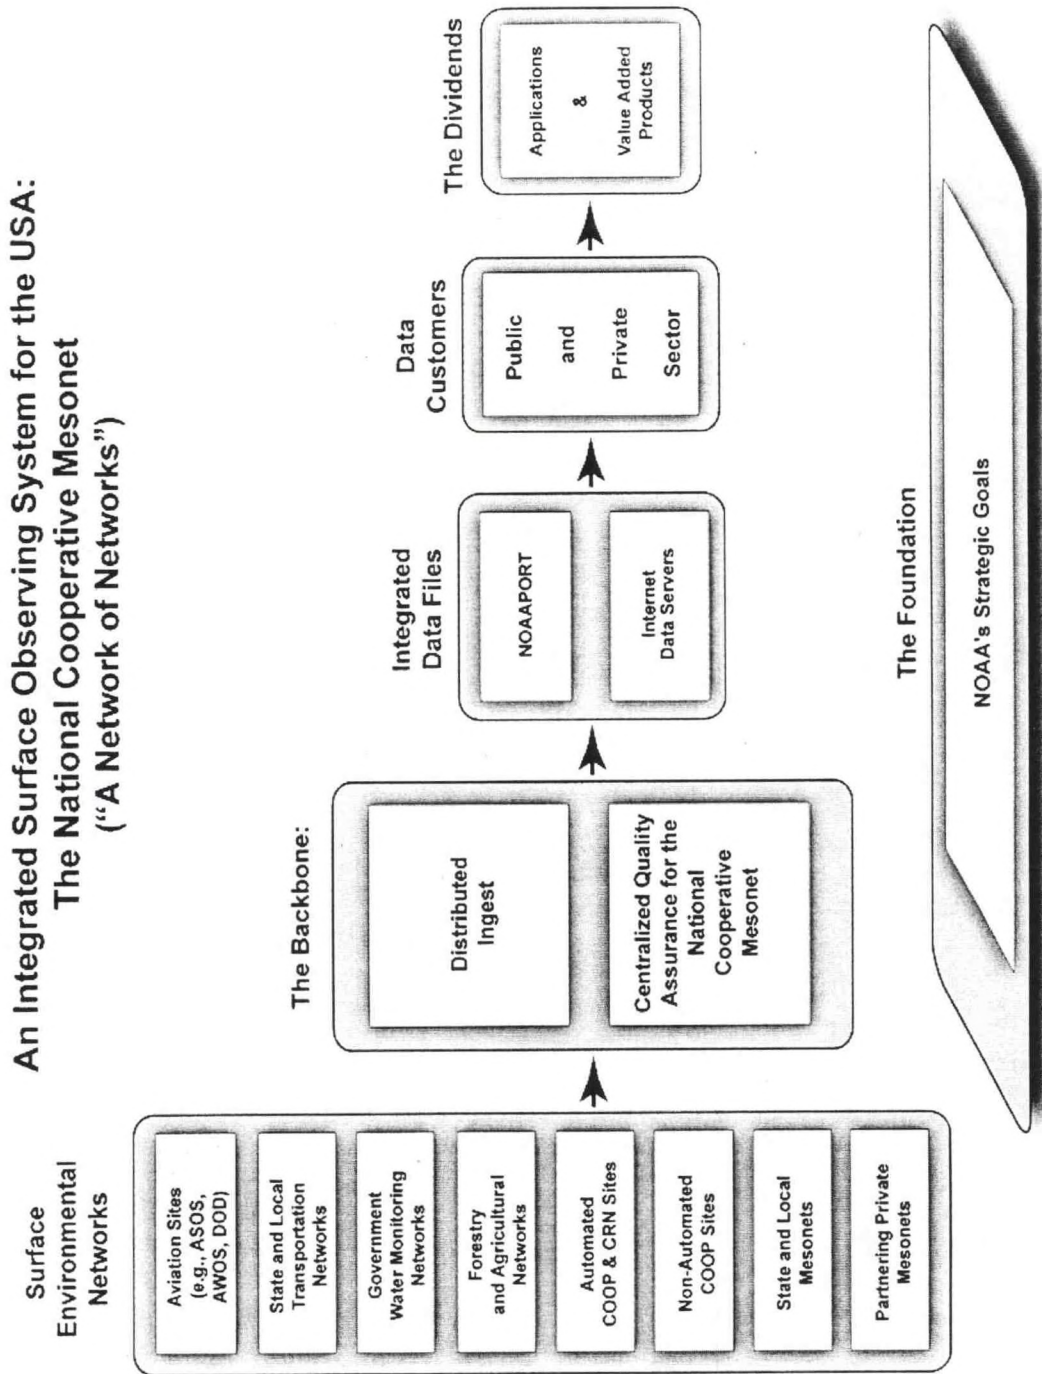 An Integrated Surface Observing System for the USA:
The National Cooperative Mesonet
(“A Network of Networks”)
Surface
Environmental
Networks
Aviation Sites
(e.g., ASOS,
AWOS, DOD)
State and Local
Transportation
Networks
Government
Water Monitoring
Networks
Forestry
and Agricultural
Networks
Automated
COOP & CRN Sites
Non-Automated
COOP Sites
State and Local
Mesonets
Partnering Private
Mesonets
The Backbone:
Distributed
Ingest
Centralized Quality
Assurance for the
National
Cooperative
Mesonet
Integrated
Data Files
NOAAPORT
Internet
Data Servers
Data
Customers
Public
and
Private
Sector
The Dividends
Applications
&
Value Added
Products
The Foundation
NOAA's Strategic Goals